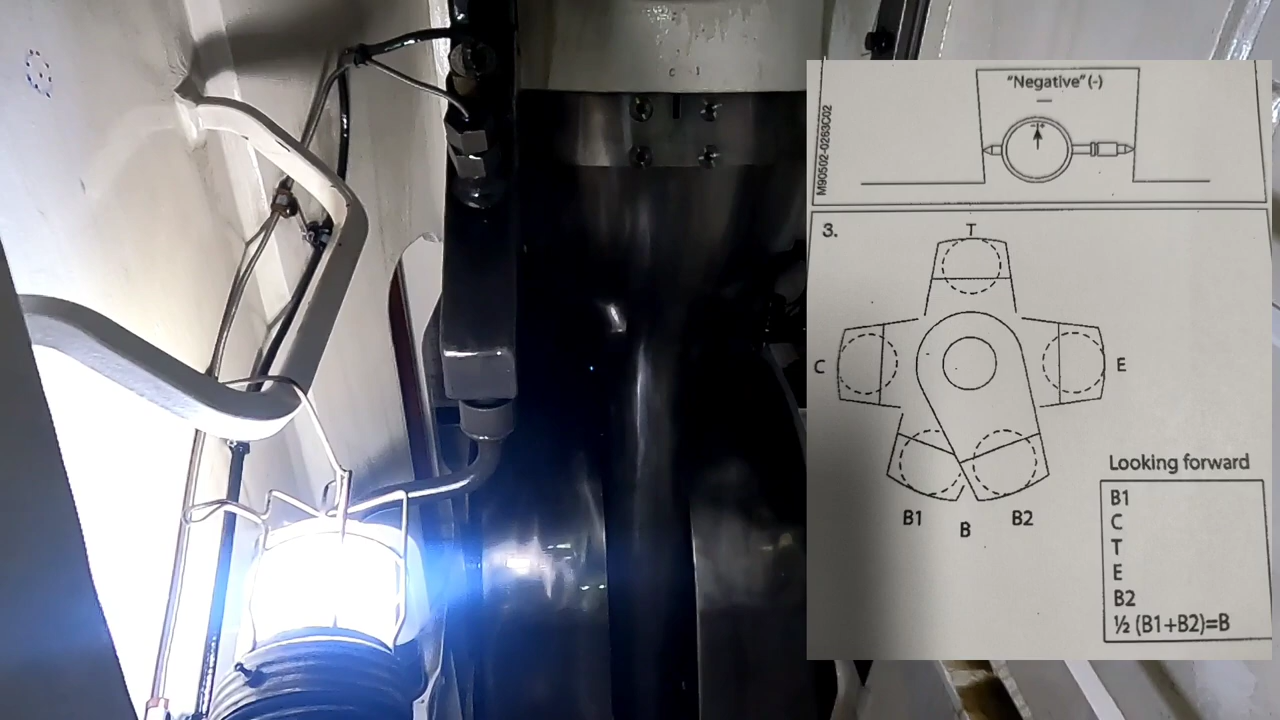 "Negative" (-)
M90502-0263C02
3.
T
C
E
B1
B
B2
Looking forward
B1
C
T
E
B2
½ (B1+B2)=B